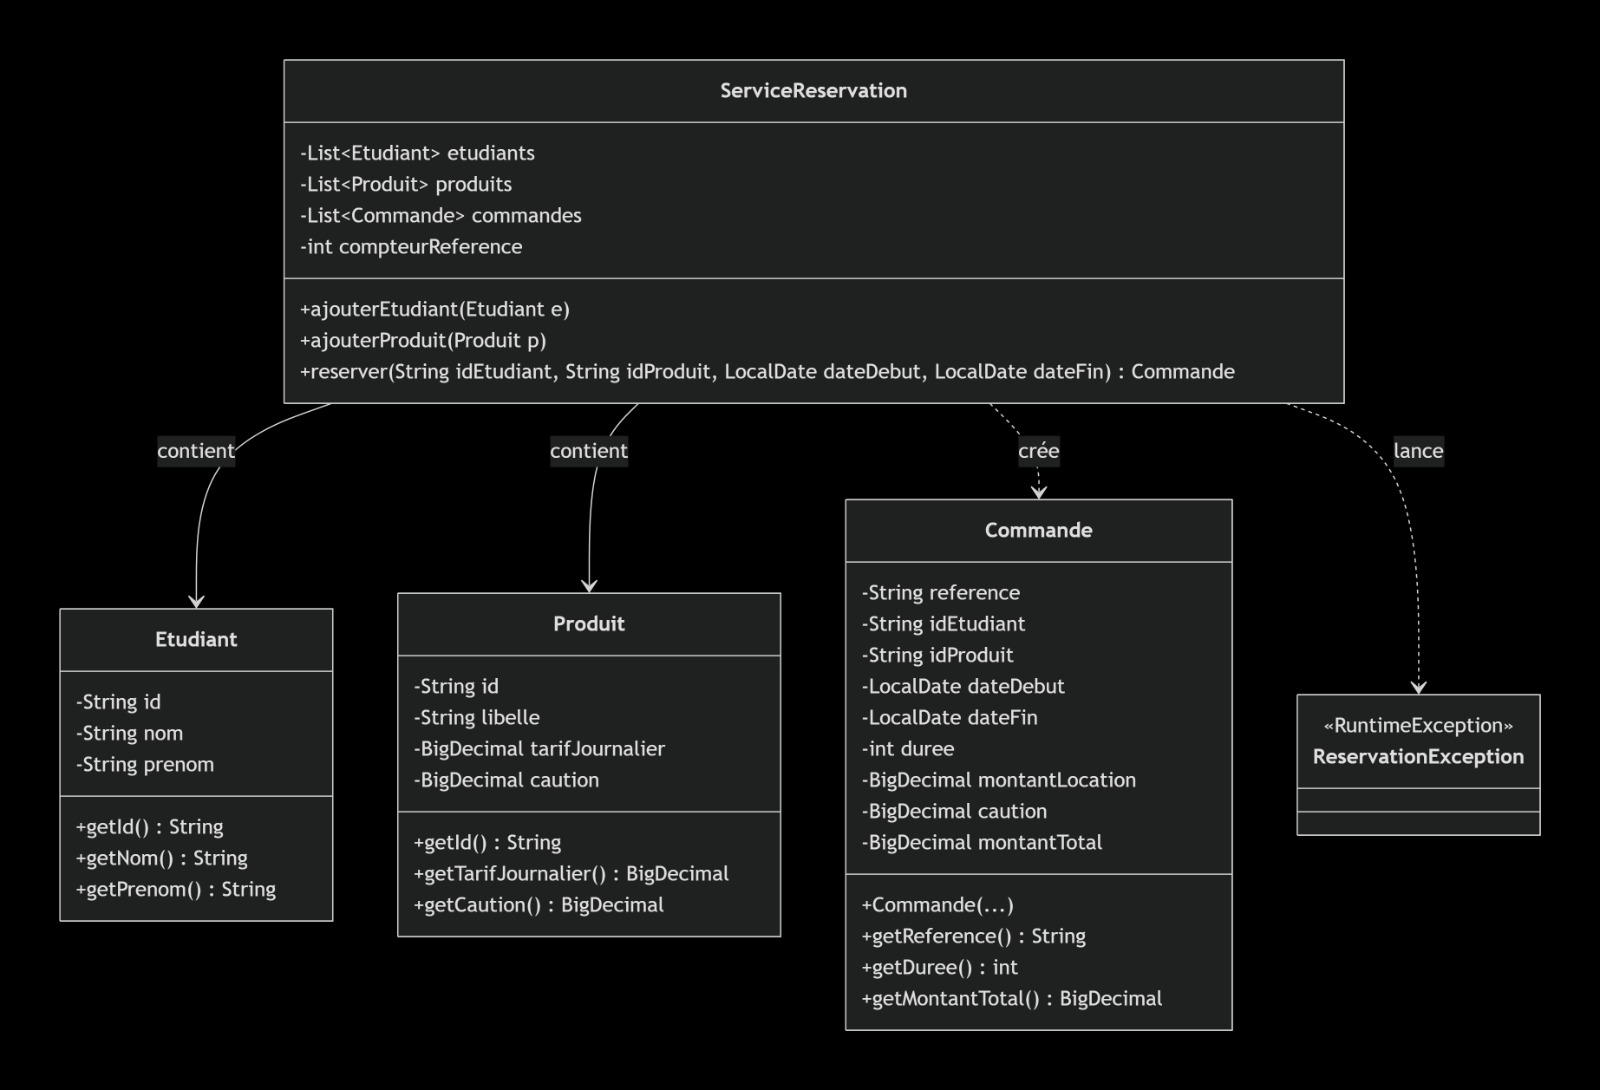 ServiceReservation
-List<Etudiant> etudiants
-List<Produit> produits
-List<Commande> commandes
-int compteurReference
+ajouterEtudiant(Etudiant e)
+ajouterProduit(Produit p)
+reserver(String idEtudiant, String idProduit, LocalDate dateDebut, LocalDate dateFin) : Commande
contient
contient
crée
lance
Etudiant
-String id
-String nom
-String prenom
+getId() : String
+getNom() : String
+getPrenom() : String
Produit
-String id
-String libelle
-BigDecimal tarifJournalier
-BigDecimal caution
+getId() : String
+getTarifJournalier() : BigDecimal
+getCaution() : BigDecimal
Commande
-String reference
-String idEtudiant
-String idProduit
-LocalDate dateDebut
-LocalDate dateFin
-int duree
-BigDecimal montantLocation
-BigDecimal caution
-BigDecimal montantTotal
+Commande(...)
+getReference() : String
+getDuree() : int
+getMontantTotal() : BigDecimal
«RuntimeException»
ReservationException